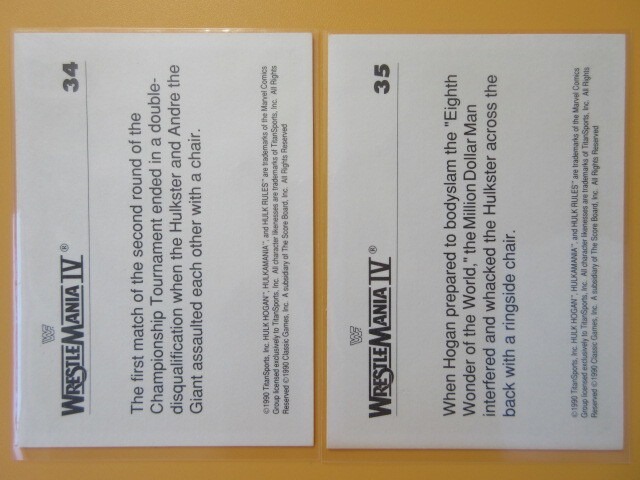 WRESTLEMANIA IV ® 34
The first match of the second round of the
Championship Tournament ended in a double-
disqualification when the Hulkster and Andre the
Giant assaulted each other with a chair.
©1990 TitanSports, Inc. HULK HOGAN™, HULKAMANIA™, and HULK RULES™ are trademarks of the Marvel Comics
Group licensed exclusively to TitanSports, Inc. All character likenesses are trademarks of TitanSports, Inc. All Rights
Reserved ©1990 Classic Games, Inc. A subsidiary of The Score Board, Inc. All Rights Reserved
WRESTLEMANIA IV ® 35
When Hogan prepared to bodyslam the "Eighth
Wonder of the World," the Million Dollar Man
interfered and whacked the Hulkster across the
back with a ringside chair.
©1990 TitanSports, Inc. HULK HOGAN™, HULKAMANIA™, and HULK RULES™ are trademarks of the Marvel Comics
Group licensed exclusively to TitanSports, Inc. All character likenesses are trademarks of TitanSports, Inc. All Rights
Reserved ©1990 Classic Games, Inc. A subsidiary of The Score Board, Inc. All Rights Reserved